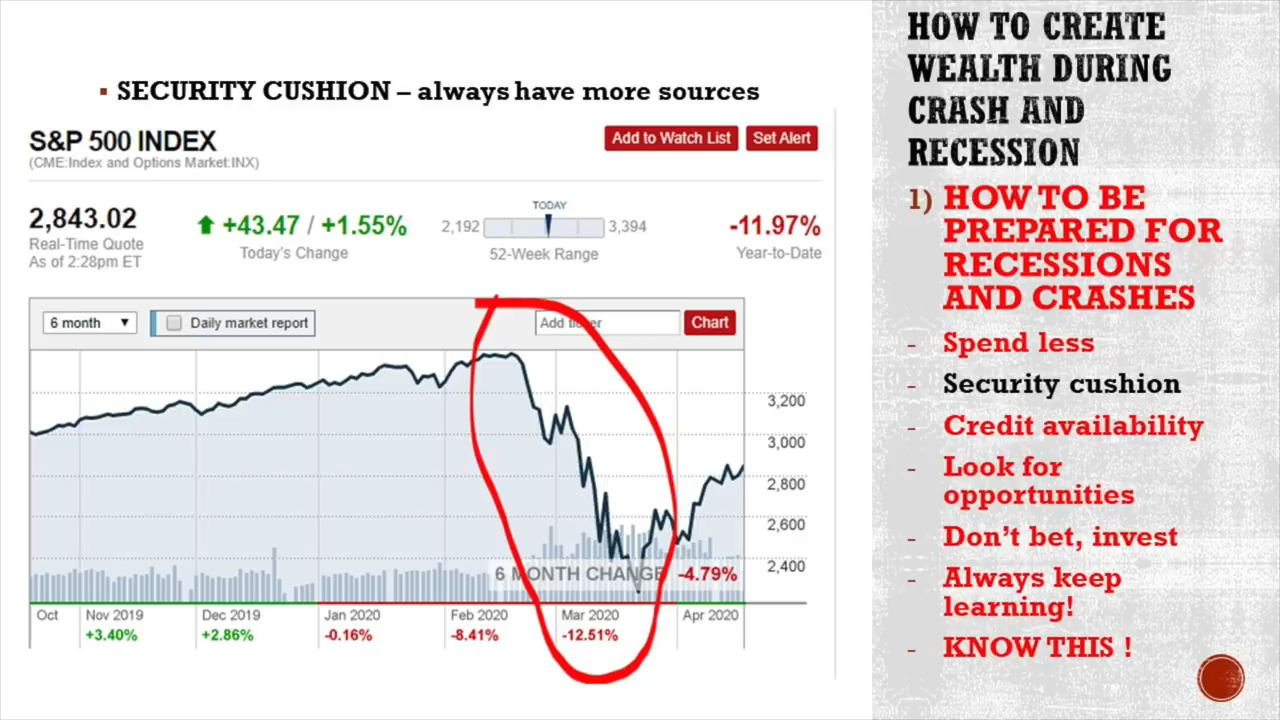 ▪ SECURITY CUSHION – always have more sources
S&P 500 INDEX
(CME:Index and Options Market:INX)
Add to Watch List
Set Alert
2,843.02
Real-Time Quote
As of 2:28pm ET
+43.47 / +1.55%
Today's Change
TODAY
2,192
3,394
52-Week Range
-11.97%
Year-to-Date
6 month
Daily market report
Chart
3,200
3,000
2,800
2,600
2,400
6 MONTH CHANGE -4.79%
Oct
Nov 2019
Dec 2019
Jan 2020
Feb 2020
Mar 2020
Apr 2020
+3.40%
+2.86%
-0.16%
-8.41%
-12.51%
HOW TO CREATE
WEALTH DURING
CRASH AND
RECESSION
1) HOW TO BE
PREPARED FOR
RECESSIONS
AND CRASHES
- Spend less
- Security cushion
- Credit availability
- Look for
opportunities
- Don't bet, invest
- Always keep
learning!
- KNOW THIS !